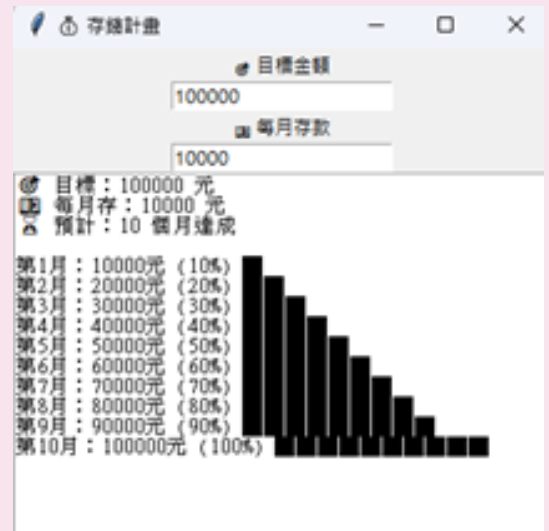 💰 存錢計畫
🎯 目標金額
100000
📅 每月存款
10000
🎯 目標：100000 元
📅 每月存：10000 元
⏳ 預計：10 個月達成
第1月：10000元 (10%) █
第2月：20000元 (20%) ██
第3月：30000元 (30%) ███
第4月：40000元 (40%) ████
第5月：50000元 (50%) █████
第6月：60000元 (60%) ██████
第7月：70000元 (70%) ███████
第8月：80000元 (80%) ████████
第9月：90000元 (90%) █████████
第10月：100000元 (100%) ██████████